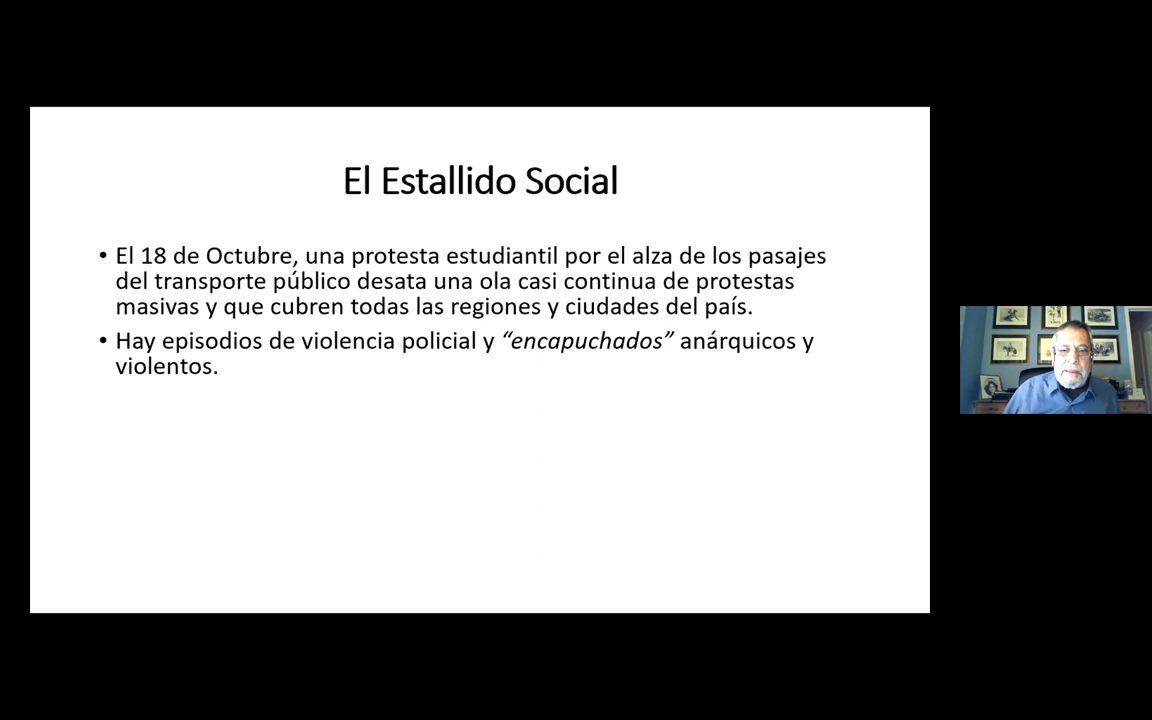 El Estallido Social
• El 18 de Octubre, una protesta estudiantil por el alza de los pasajes
del transporte público desata una ola casi continua de protestas
masivas y que cubren todas las regiones y ciudades del país.
• Hay episodios de violencia policial y “encapuchados” anárquicos y
violentos.